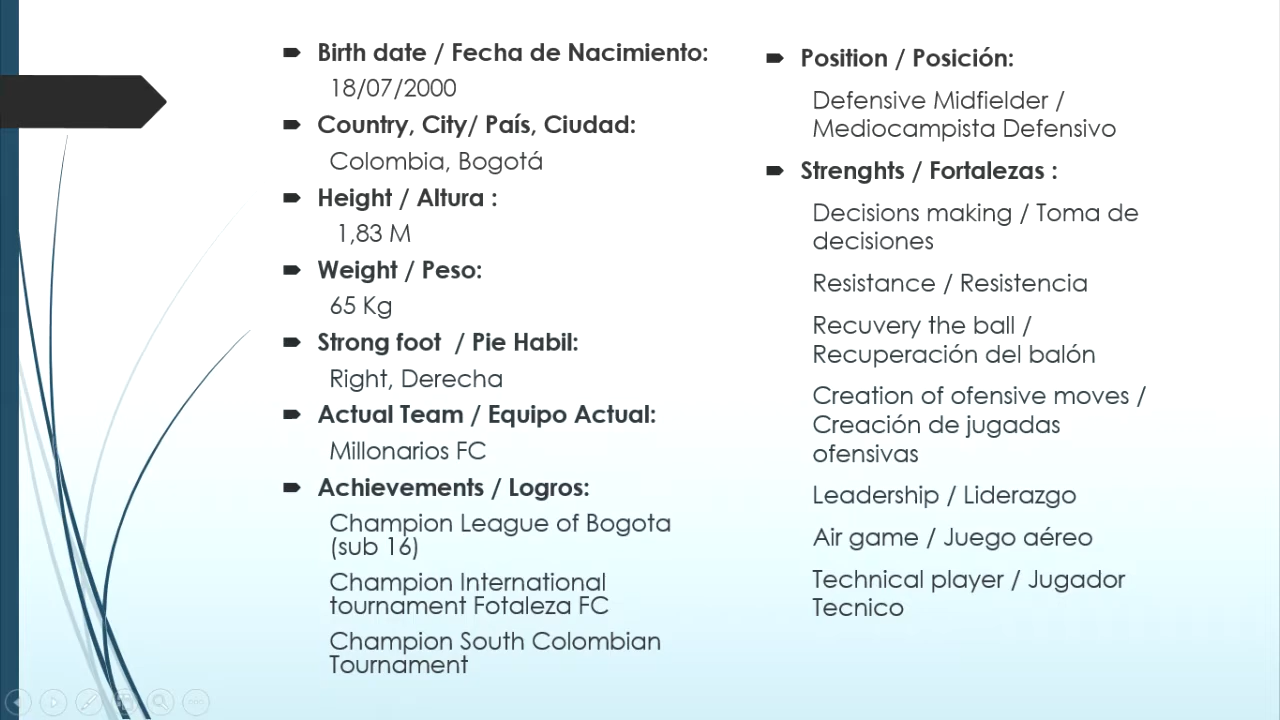 Birth date / Fecha de Nacimiento:
18/07/2000
Country, City/ País, Ciudad:
Colombia, Bogotá
Height / Altura :
1,83 M
Weight / Peso:
65 Kg
Strong foot  / Pie Habil:
Right, Derecha
Actual Team / Equipo Actual:
Millonarios FC
Achievements / Logros:
Champion League of Bogota
(sub 16)
Champion International
tournament Fotaleza FC
Champion South Colombian
Tournament
Position / Posición:
Defensive Midfielder /
Mediocampista Defensivo
Strenghts / Fortalezas :
Decisions making / Toma de
decisiones
Resistance / Resistencia
Recuvery the ball /
Recuperación del balón
Creation of ofensive moves /
Creación de jugadas
ofensivas
Leadership / Liderazgo
Air game / Juego aéreo
Technical player / Jugador
Tecnico